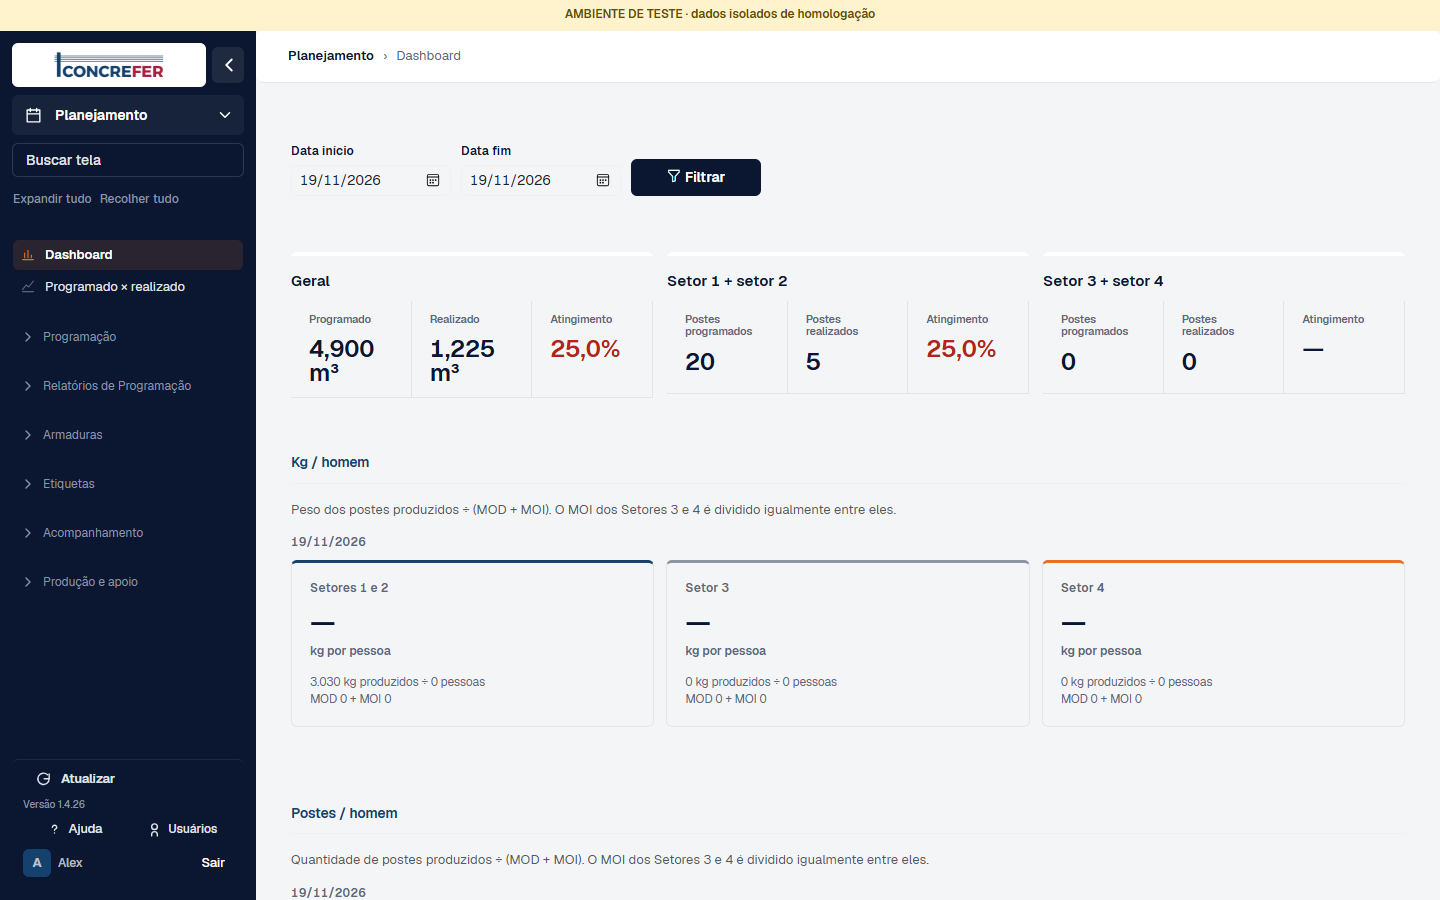 AMBIENTE DE TESTE · dados isolados de homologação
CONCREFER
Planejamento
Buscar tela
Expandir tudo Recolher tudo
Dashboard
Programado × realizado
Programação
Relatórios de Programação
Armaduras
Etiquetas
Acompanhamento
Produção e apoio
Atualizar
Versão 1.4.26
? Ajuda
Usuários
A Alex
Sair
Planejamento › Dashboard
Data início
19/11/2026
Data fim
19/11/2026
Filtrar
Geral
Programado
4,900
m³
Realizado
1,225
m³
Atingimento
25,0%
Setor 1 + setor 2
Postes
programados
20
Postes
realizados
5
Atingimento
25,0%
Setor 3 + setor 4
Postes
programados
0
Postes
realizados
0
Atingimento
—
Kg / homem
Peso dos postes produzidos ÷ (MOD + MOI). O MOI dos Setores 3 e 4 é dividido igualmente entre eles.
19/11/2026
Setores 1 e 2
—
kg por pessoa
3.030 kg produzidos ÷ 0 pessoas
MOD 0 + MOI 0
Setor 3
—
kg por pessoa
0 kg produzidos ÷ 0 pessoas
MOD 0 + MOI 0
Setor 4
—
kg por pessoa
0 kg produzidos ÷ 0 pessoas
MOD 0 + MOI 0
Postes / homem
Quantidade de postes produzidos ÷ (MOD + MOI). O MOI dos Setores 3 e 4 é dividido igualmente entre eles.
19/11/2026